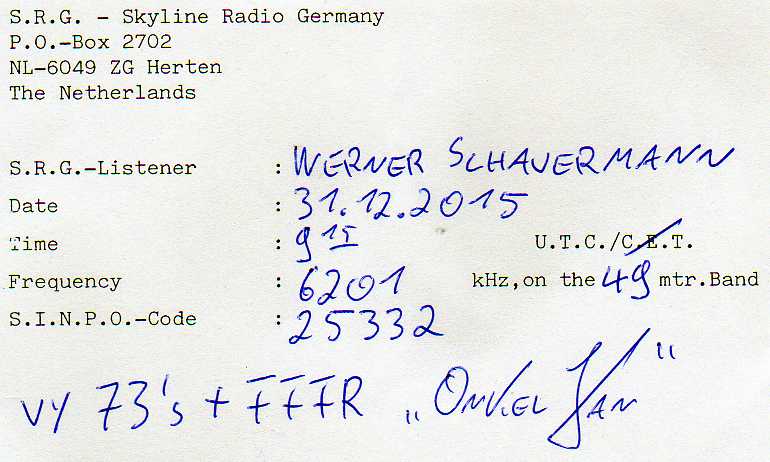 S.R.G. - Skyline Radio Germany
P.O.-Box 2702
NL-6049 ZG Herten
The Netherlands
S.R.G.-Listener : WERNER SCHAUERMANN
Date : 31.12.2015
Time : 9 15 U.T.C./C.E.T.
Frequency : 6201 kHz,on the 49 mtr.Band
S.I.N.P.O.-Code : 25332
vy 73's + FFFR „ONKEL JAN"